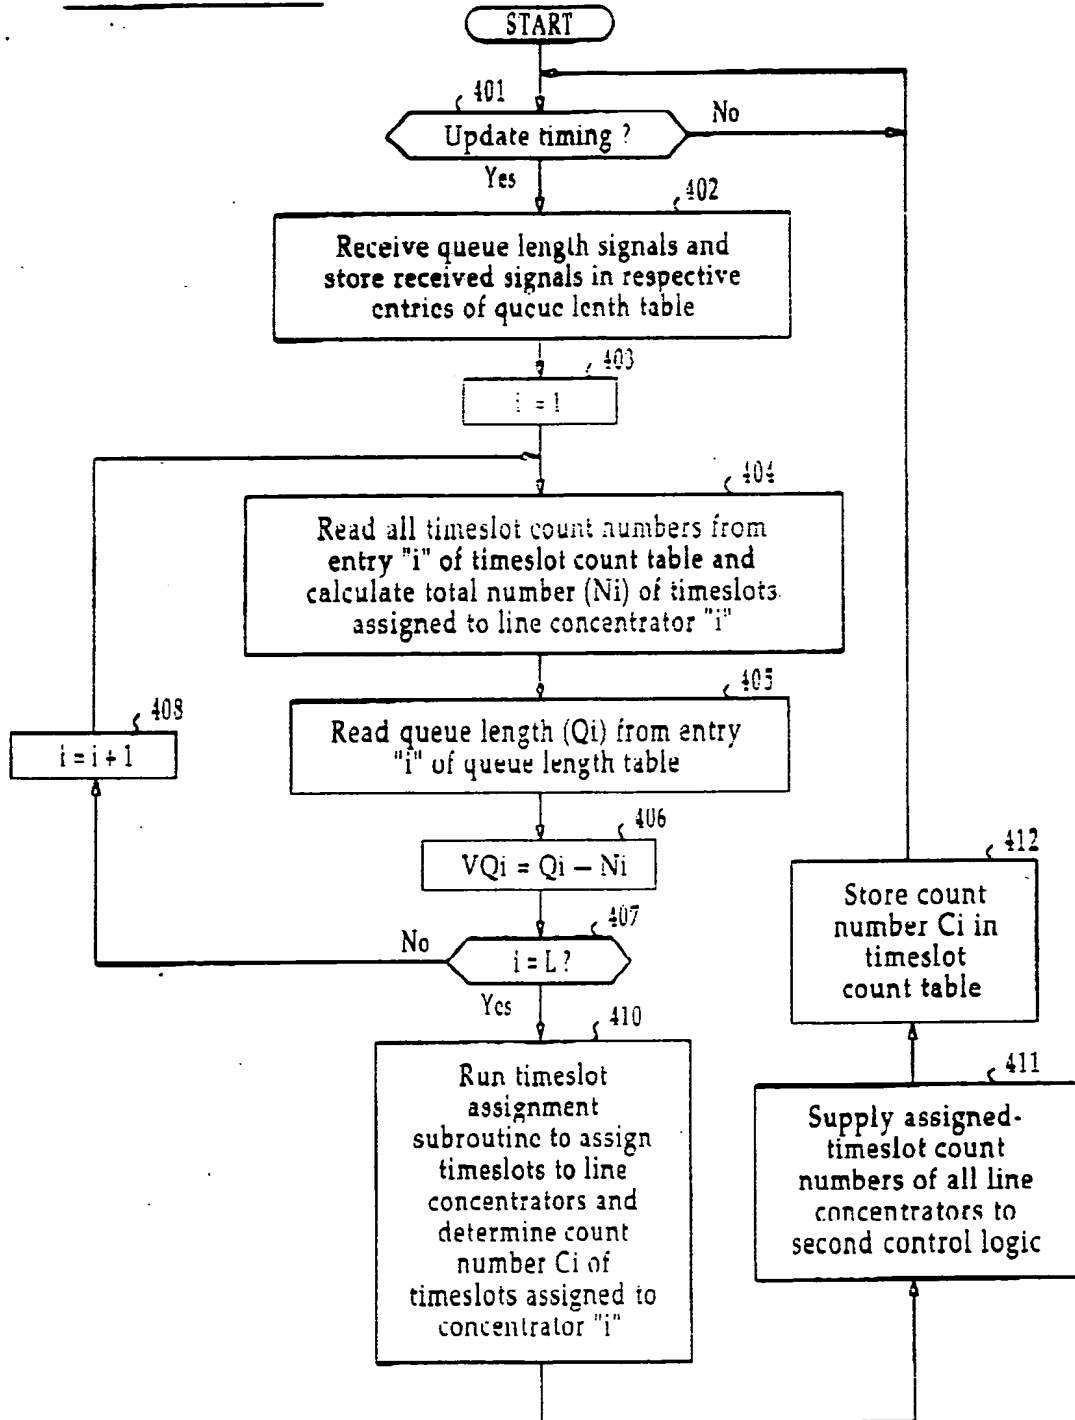 START
401
Update timing ?
No
Yes
402
Receive queue length signals and
store received signals in respective
entries of queue lenth table
403
i = 1
404
Read all timeslot count numbers from
entry "i" of timeslot count table and
calculate total number (Ni) of timeslots
assigned to line concentrator "i"
405
Read queue length (Qi) from entry
"i" of queue length table
408
i = i + 1
406
VQi = Qi – Ni
407
No
i = L ?
Yes
410
Run timeslot
assignment
subroutine to assign
timeslots to line
concentrators and
determine count
number Ci of
timeslots assigned to
concentrator "i"
412
Store count
number Ci in
timeslot
count table
411
Supply assigned-
timeslot count
numbers of all line
concentrators to
second control logic